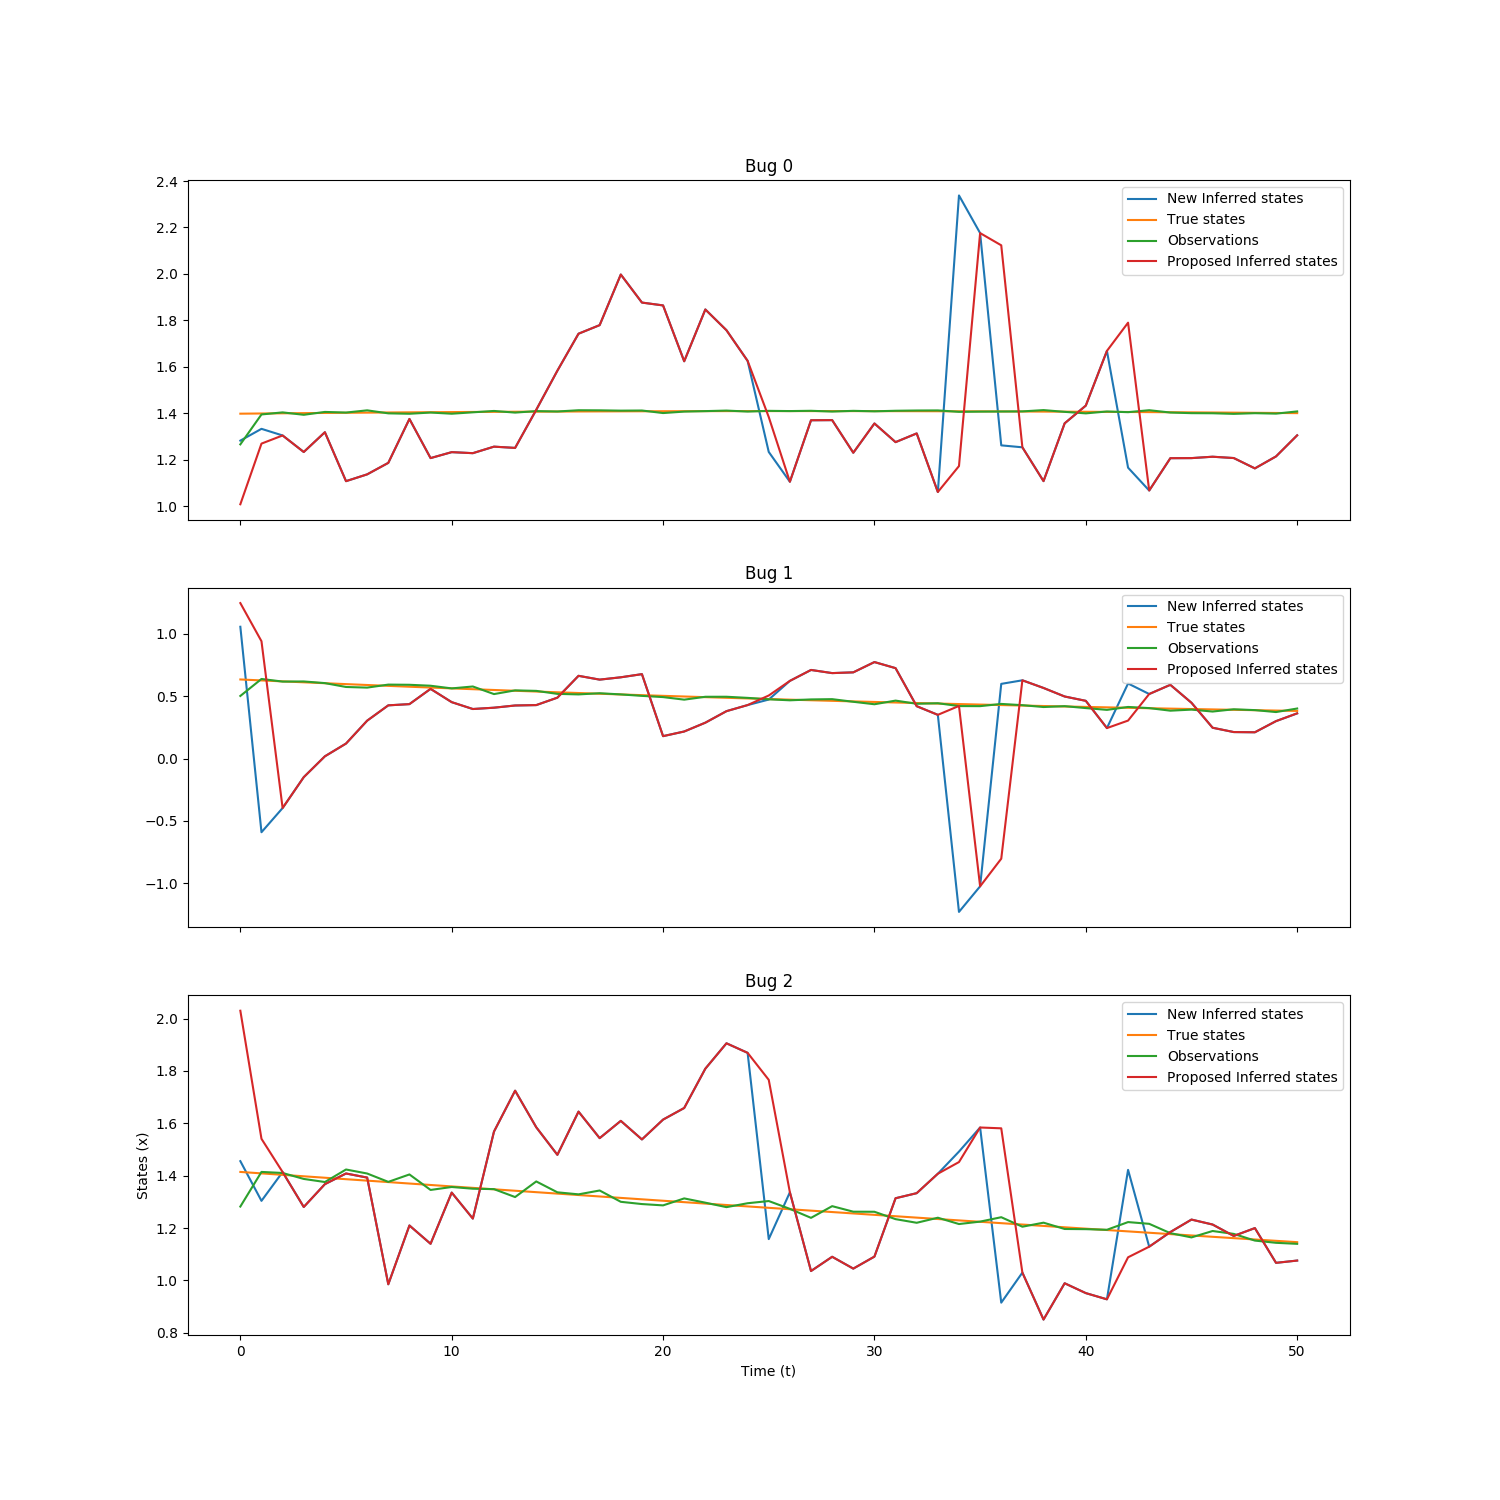 Bug 0
2.4
2.2
2.0
1.8
1.6
1.4
1.2
1.0
New Inferred states
True states
Observations
Proposed Inferred states
Bug 1
1.0
0.5
0.0
−0.5
−1.0
New Inferred states
True states
Observations
Proposed Inferred states
Bug 2
States (x)
2.0
1.8
1.6
1.4
1.2
1.0
0.8
New Inferred states
True states
Observations
Proposed Inferred states
0 10 20 30 40 50
Time (t)